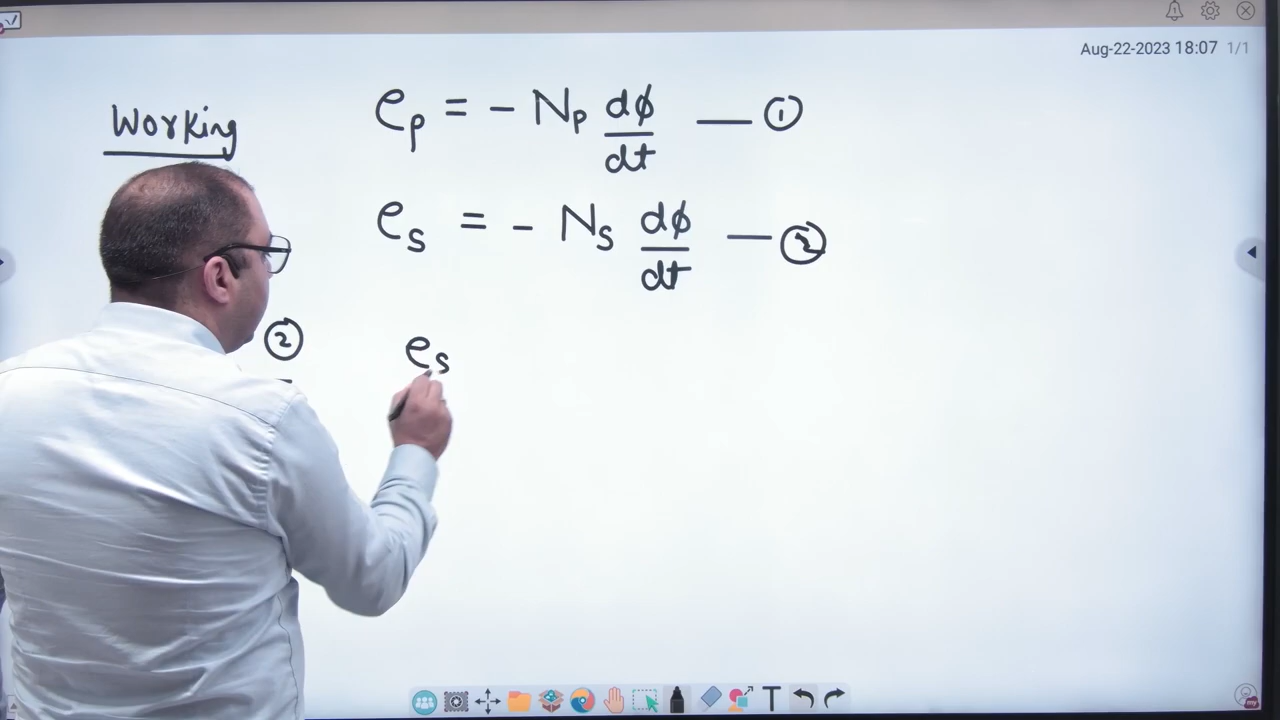 Aug-22-2023 18:07 1/1
Working
e_p = - N_p dφ/dt — ①
e_s = - N_s dφ/dt — ②
② e_s
T
my